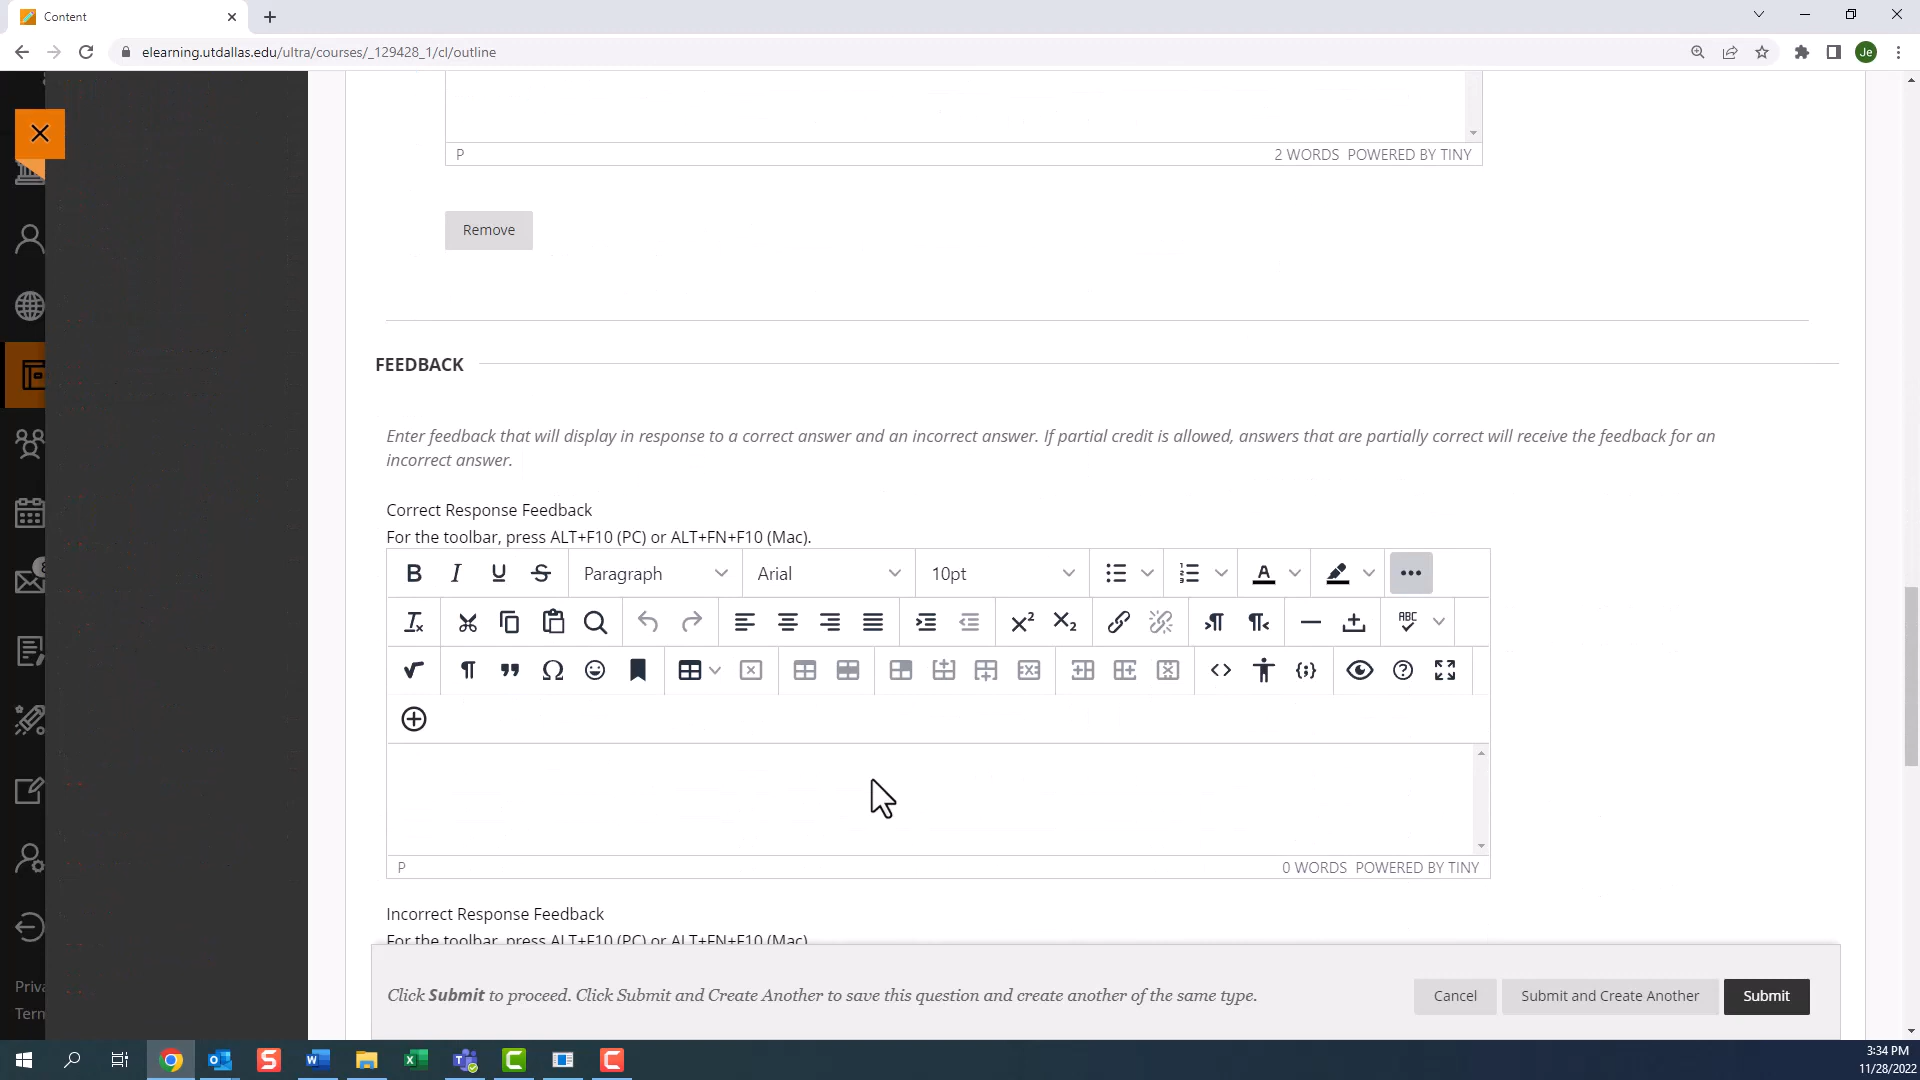 Content
elearning.utdallas.edu/ultra/courses/_129428_1/cl/outline
Je
P
2 WORDS POWERED BY TINY
Remove
FEEDBACK
Enter feedback that will display in response to a correct answer and an incorrect answer. If partial credit is allowed, answers that are partially correct will receive the feedback for an
incorrect answer.
Correct Response Feedback
For the toolbar, press ALT+F10 (PC) or ALT+FN+F10 (Mac).
Paragraph
Arial
10pt
P
0 WORDS POWERED BY TINY
Incorrect Response Feedback
For the toolbar, press ALT+F10 (PC) or ALT+FN+F10 (Mac).
Priva
Term
Click Submit to proceed. Click Submit and Create Another to save this question and create another of the same type.
Cancel
Submit and Create Another
Submit
3:34 PM
11/28/2022